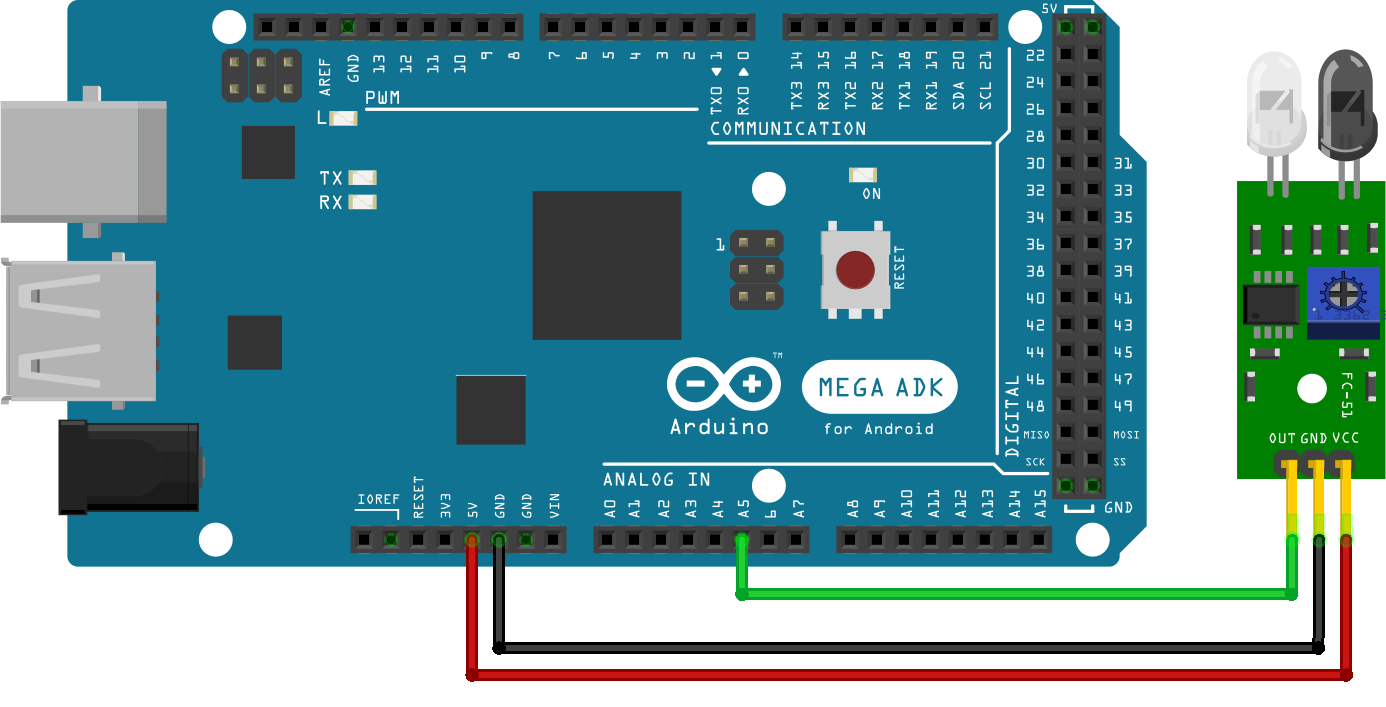 5V
AREF GND 13 12 11 10 9 8 7 6 5 4 3 2 TX0 1 RX0 0 TX3 14 RX3 15 TX2 16 RX2 17 TX1 18 RX1 19 SDA 20 SCL 21
L
PWM
COMMUNICATION
TX
RX
ON
1
RESET
22
24
26
28
30 31
32 33
34 35
36 37
38 39
40 41
42 43
44 45
46 47
48 49
MISO MOSI
SCK SS
GND
DIGITAL
TM
Arduino
MEGA ADK
for Android
ANALOG IN
IOREF
RESET 3V3 5V GND GND VIN
A0 A1 A2 A3 A4 A5 6 A7 A8 A9 A10 A11 A12 A13 A14 A15
1 3362
FC-51
OUT GND VCC